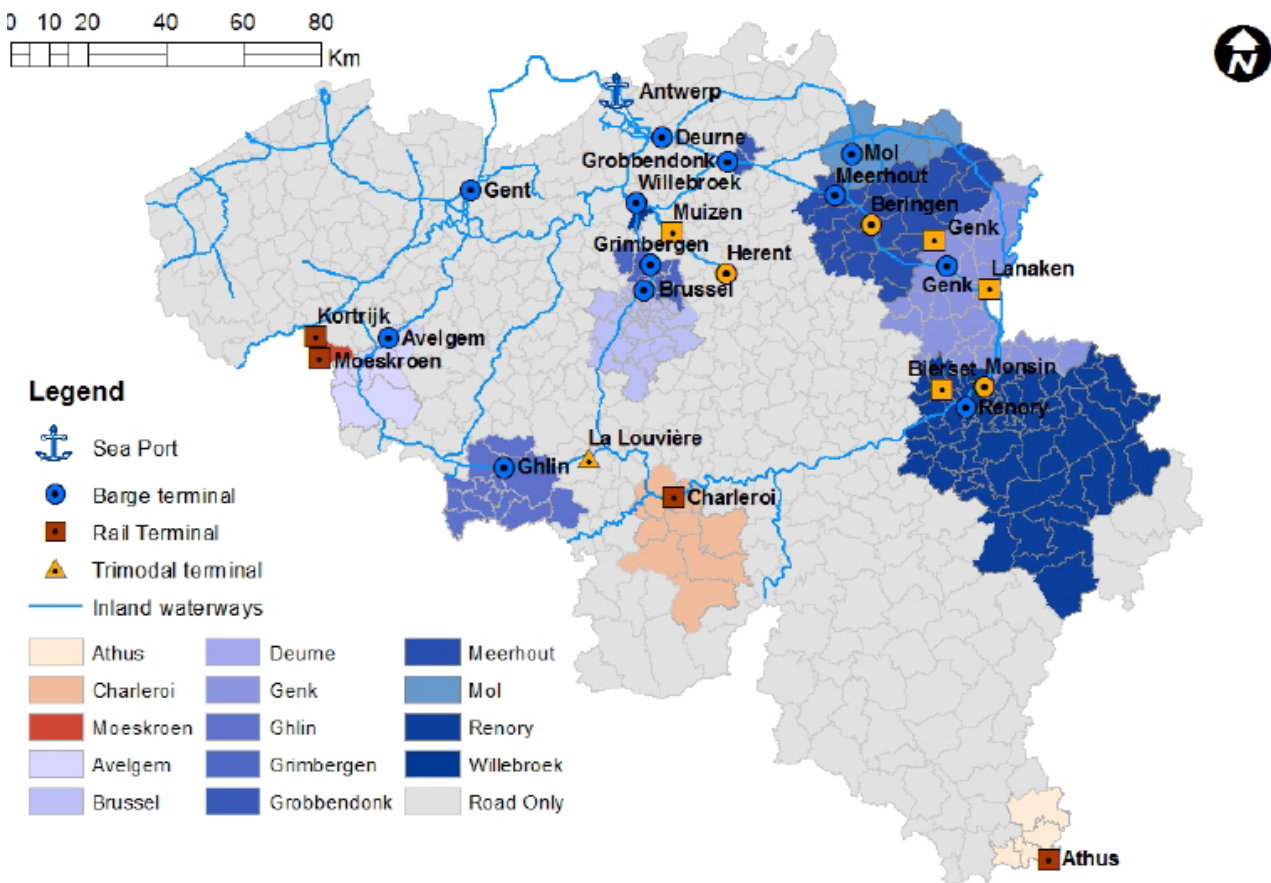 0 10 20 40 60 80
Km
N
Antwerp
Deurne
Grobbendonk
Mol
Willebroek
Meerhout
Gent
Muizen
Beringen
Genk
Grimbergen
Herent
Genk
Lanaken
Brussel
Kortrijk
Avelgem
Moeskroen
Bierset
Monsin
Renory
La Louvière
Ghlin
Charleroi
Athus
Legend
Sea Port
Barge terminal
Rail Terminal
Trimodal terminal
Inland waterways
Athus
Charleroi
Moeskroen
Avelgem
Brussel
Deurne
Genk
Ghlin
Grimbergen
Grobbendonk
Meerhout
Mol
Renory
Willebroek
Road Only